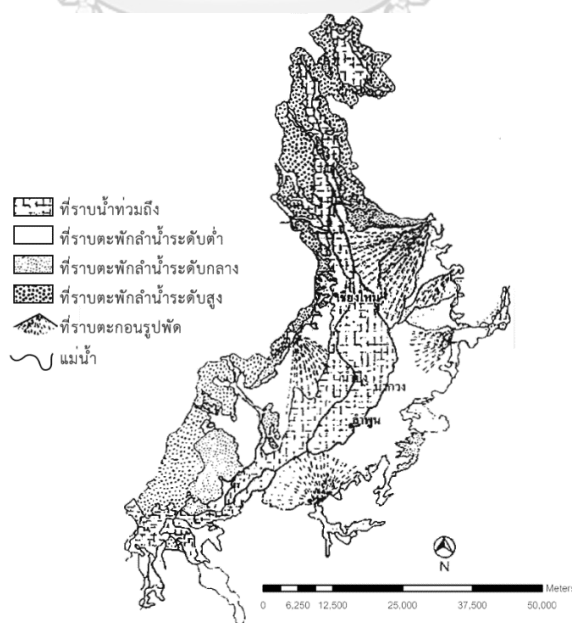 ที่ราบน้ำท่วมถึง
ที่ราบตะพักลำน้ำระดับต่ำ
ที่ราบตะพักลำน้ำระดับกลาง
ที่ราบตะพักลำน้ำระดับสูง
ที่ราบตะกอนรูปพัด
แม่น้ำ
เชียงใหม่
ลำพูน
N
Meters
0 6,250 12,500 25,000 37,500 50,000